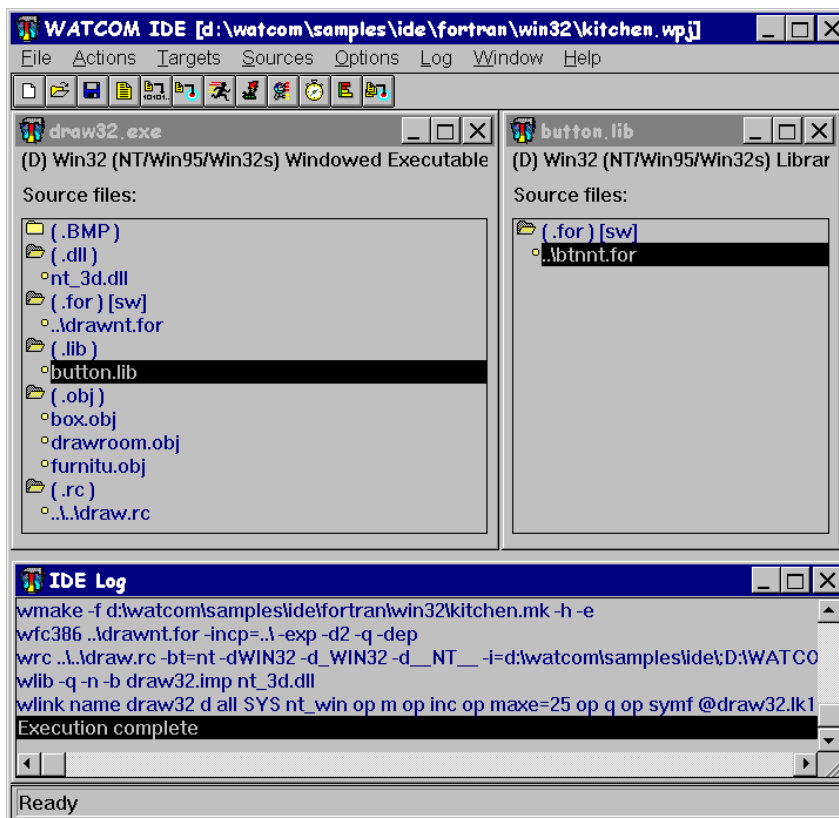 WATCOM IDE [d:\watcom\samples\ide\fortran\win32\kitchen.wpj]
File Actions Targets Sources Options Log Window Help
draw32.exe
(D) Win32 (NT/Win95/Win32s) Windowed Executable
Source files:
( .BMP )
( .dll )
nt_3d.dll
( .for ) [sw]
..\drawnt.for
( .lib )
button.lib
( .obj )
box.obj
drawroom.obj
furnitu.obj
( .rc )
..\..\draw.rc
button.lib
(D) Win32 (NT/Win95/Win32s) Librar
Source files:
( .for ) [sw]
..\btnnt.for
IDE Log
wmake -f d:\watcom\samples\ide\fortran\win32\kitchen.mk -h -e
wfc386 ..\drawnt.for -incp=..\ -exp -d2 -q -dep
wrc ..\..\draw.rc -bt=nt -dWIN32 -d_WIN32 -d__NT__ -i=d:\watcom\samples\ide\;D:\WATCO
wlib -q -n -b draw32.imp nt_3d.dll
wlink name draw32 d all SYS nt_win op m op inc op maxe=25 op q op symf @draw32.lk1
Execution complete
Ready